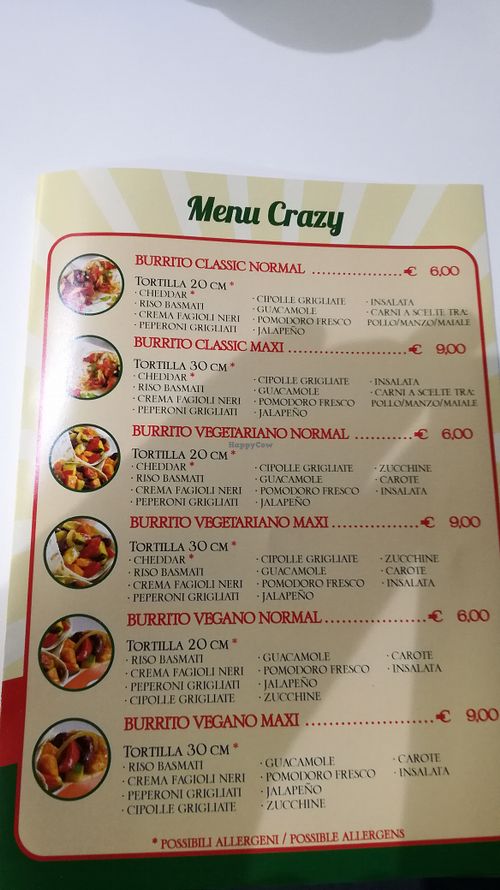 Menu Crazy
BURRITO CLASSIC NORMAL ..................€ 6,00
TORTILLA 20 CM *
· CHEDDAR * · CIPOLLE GRIGLIATE · INSALATA
· RISO BASMATI · GUACAMOLE · CARNI A SCELTE TRA:
· CREMA FAGIOLI NERI · POMODORO FRESCO POLLO/MANZO/MAIALE
· PEPERONI GRIGLIATI · JALAPEÑO
BURRITO CLASSIC MAXI ........................€ 9,00
TORTILLA 30 CM *
· CHEDDAR * · CIPOLLE GRIGLIATE · INSALATA
· RISO BASMATI · GUACAMOLE · CARNI A SCELTE TRA:
· CREMA FAGIOLI NERI · POMODORO FRESCO POLLO/MANZO/MAIALE
· PEPERONI GRIGLIATI · JALAPEÑO
BURRITO VEGETARIANO NORMAL ............€ 6,00
HappyCow
TORTILLA 20 CM *
· CHEDDAR * · CIPOLLE GRIGLIATE · ZUCCHINE
· RISO BASMATI · GUACAMOLE · CAROTE
· CREMA FAGIOLI NERI · POMODORO FRESCO · INSALATA
· PEPERONI GRIGLIATI · JALAPEÑO
BURRITO VEGETARIANO MAXI .................€ 9,00
TORTILLA 30 CM *
· CHEDDAR * · CIPOLLE GRIGLIATE · ZUCCHINE
· RISO BASMATI · GUACAMOLE · CAROTE
· CREMA FAGIOLI NERI · POMODORO FRESCO · INSALATA
· PEPERONI GRIGLIATI · JALAPEÑO
BURRITO VEGANO NORMAL ....................€ 6,00
TORTILLA 20 CM *
· RISO BASMATI · GUACAMOLE · CAROTE
· CREMA FAGIOLI NERI · POMODORO FRESCO · INSALATA
· PEPERONI GRIGLIATI · JALAPEÑO
· CIPOLLE GRIGLIATE · ZUCCHINE
BURRITO VEGANO MAXI ........................€ 9,00
TORTILLA 30 CM *
· RISO BASMATI · GUACAMOLE · CAROTE
· CREMA FAGIOLI NERI · POMODORO FRESCO · INSALATA
· PEPERONI GRIGLIATI · JALAPEÑO
· CIPOLLE GRIGLIATE · ZUCCHINE
* POSSIBILI ALLERGENI / POSSIBLE ALLERGENS